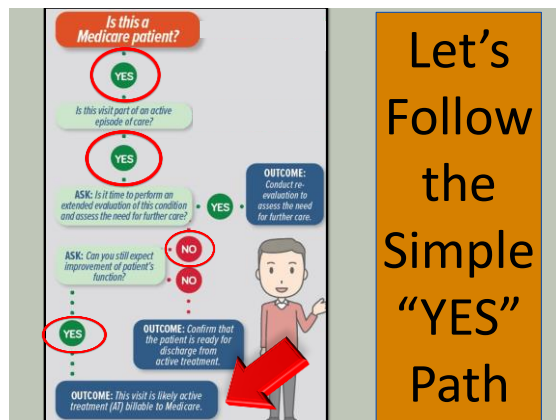 Is this a
Medicare patient?
YES
Is this visit part of an active
episode of care?
YES
ASK: Is it time to perform an
extended evaluation of this condition
and assess the need for further care?
YES
OUTCOME:
Conduct re-
evaluation to
assess the need
for further care.
NO
ASK: Can you still expect
improvement of patient's
function?
NO
YES
OUTCOME: Confirm that
the patient is ready for
discharge from
active treatment.
OUTCOME: This visit is likely active
treatment (AT) billable to Medicare.
Let's
Follow
the
Simple
“YES”
Path